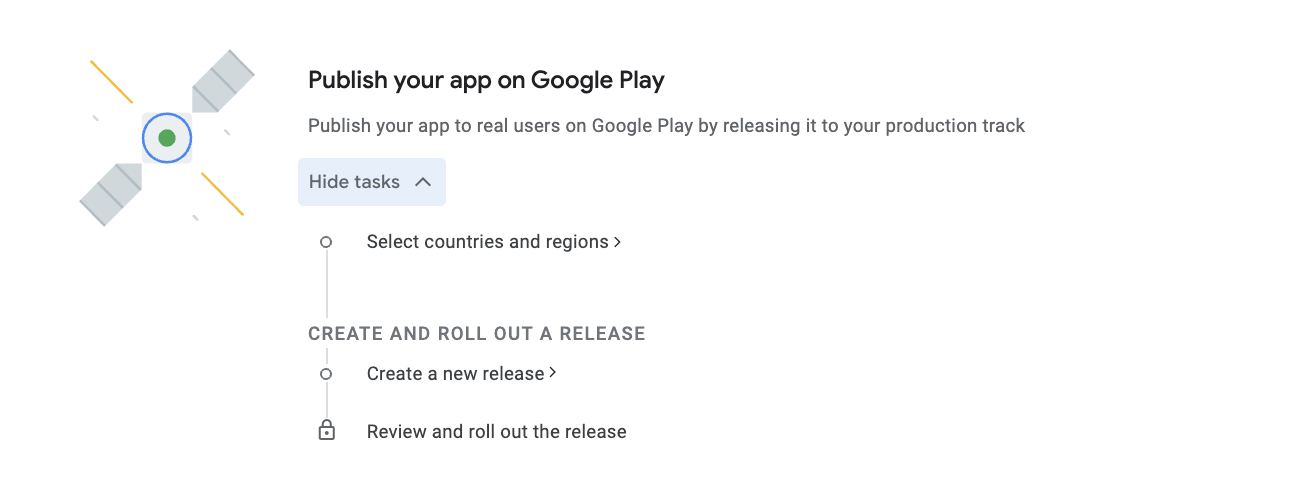 Publish your app on Google Play
Publish your app to real users on Google Play by releasing it to your production track
Hide tasks
Select countries and regions
CREATE AND ROLL OUT A RELEASE
Create a new release
Review and roll out the release